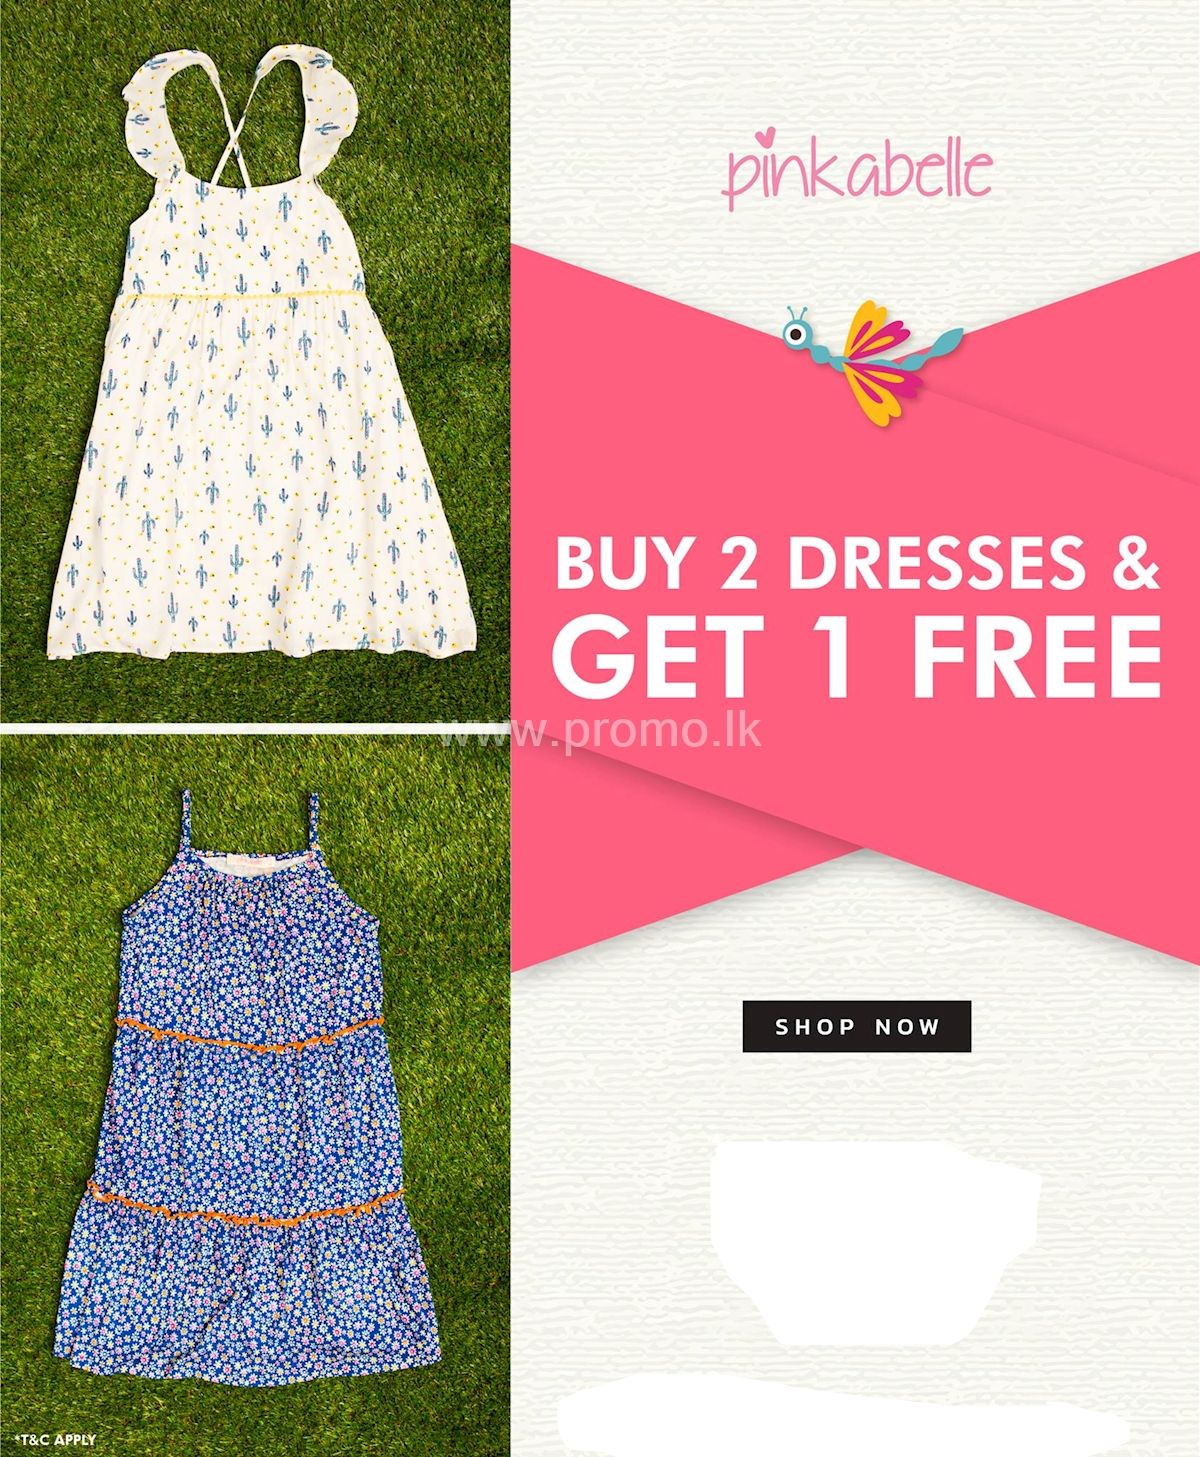 pinkabelle
BUY 2 DRESSES &
GET 1 FREE
www.promo.lk
SHOP NOW
*T&C APPLY